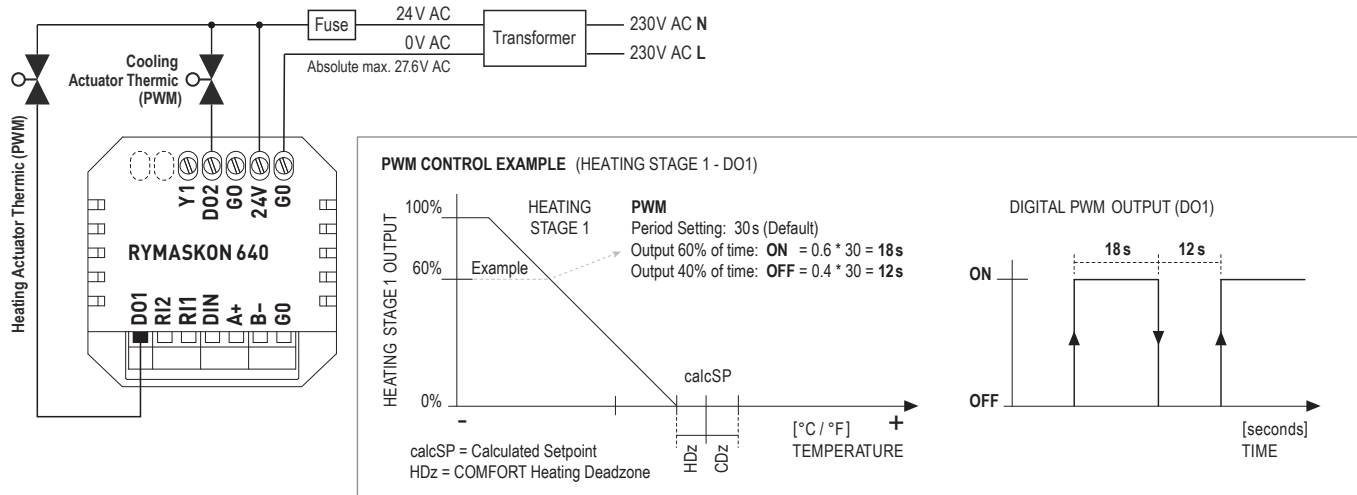 24V AC
Fuse
Transformer
230V AC N
0V AC
230V AC L
Absolute max. 27.6V AC
Cooling
Actuator Thermic
(PWM)
Heating Actuator Thermic (PWM)
Y1
DO2
GO
24V
G0
RYMASKON 640
DO1
RI2
RI1
DIN
A+
B−
G0
PWM CONTROL EXAMPLE (HEATING STAGE 1 - DO1)
HEATING STAGE 1 OUTPUT
100%
60%
0%
HEATING
STAGE 1
Example
PWM
Period Setting: 30s (Default)
Output 60% of time: ON = 0.6 * 30 = 18s
Output 40% of time: OFF = 0.4 * 30 = 12s
calcSP
-
+
[°C / °F]
TEMPERATURE
HDz
CDz
calcSP = Calculated Setpoint
HDz = COMFORT Heating Deadzone
DIGITAL PWM OUTPUT (DO1)
18s
12s
ON
OFF
[seconds]
TIME